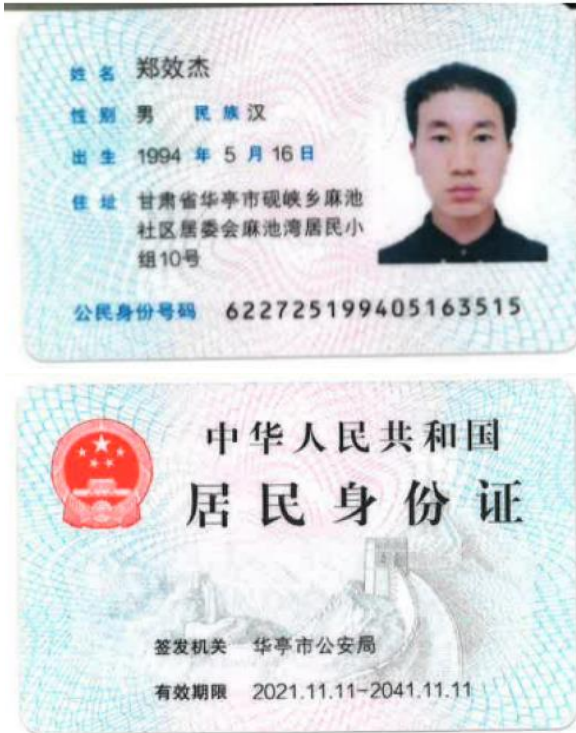 姓名 郑效杰
性别 男 民族 汉
出生 1994 年 5 月 16 日
住址 甘肃省华亭市砚峡乡麻池
社区居委会麻池湾居民小
组10号
公民身份号码 622725199405163515
中华人民共和国
居民身份证
签发机关 华亭市公安局
有效期限 2021.11.11-2041.11.11